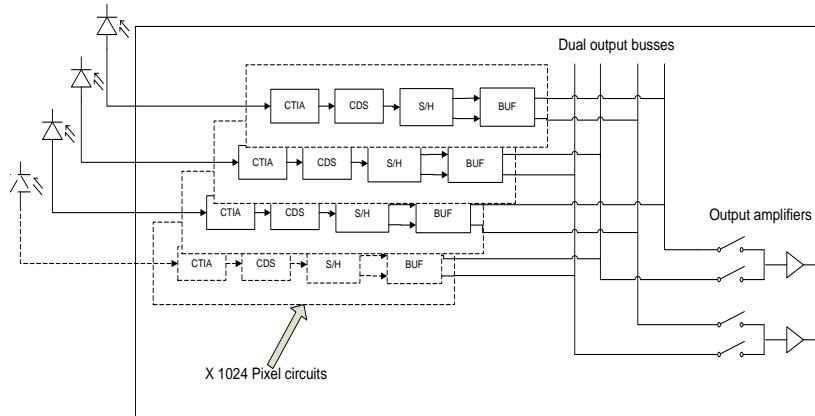 Dual output busses
CTIA CDS S/H BUF
CTIA CDS S/H BUF
CTIA CDS S/H BUF
Output amplifiers
CTIA CDS S/H BUF
X 1024 Pixel circuits